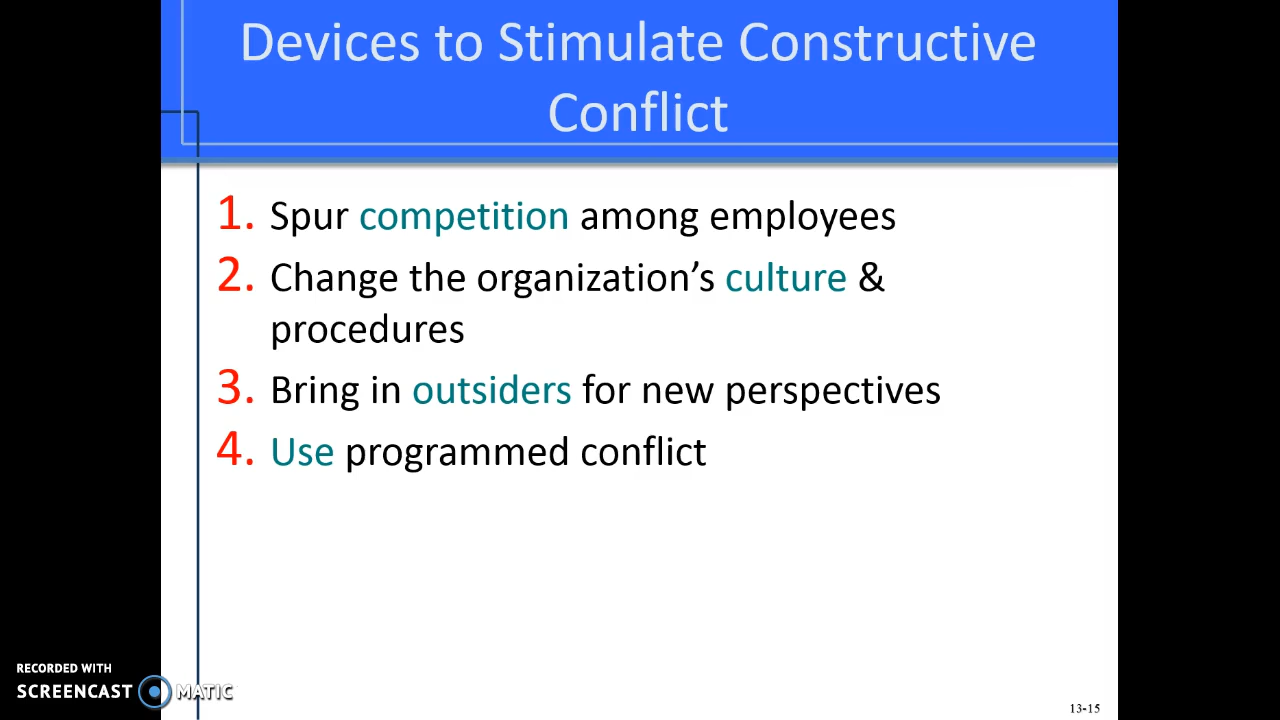 Devices to Stimulate Constructive
Conflict
1. Spur competition among employees
2. Change the organization’s culture &
procedures
3. Bring in outsiders for new perspectives
4. Use programmed conflict
RECORDED WITH
SCREENCAST MATIC
13-15